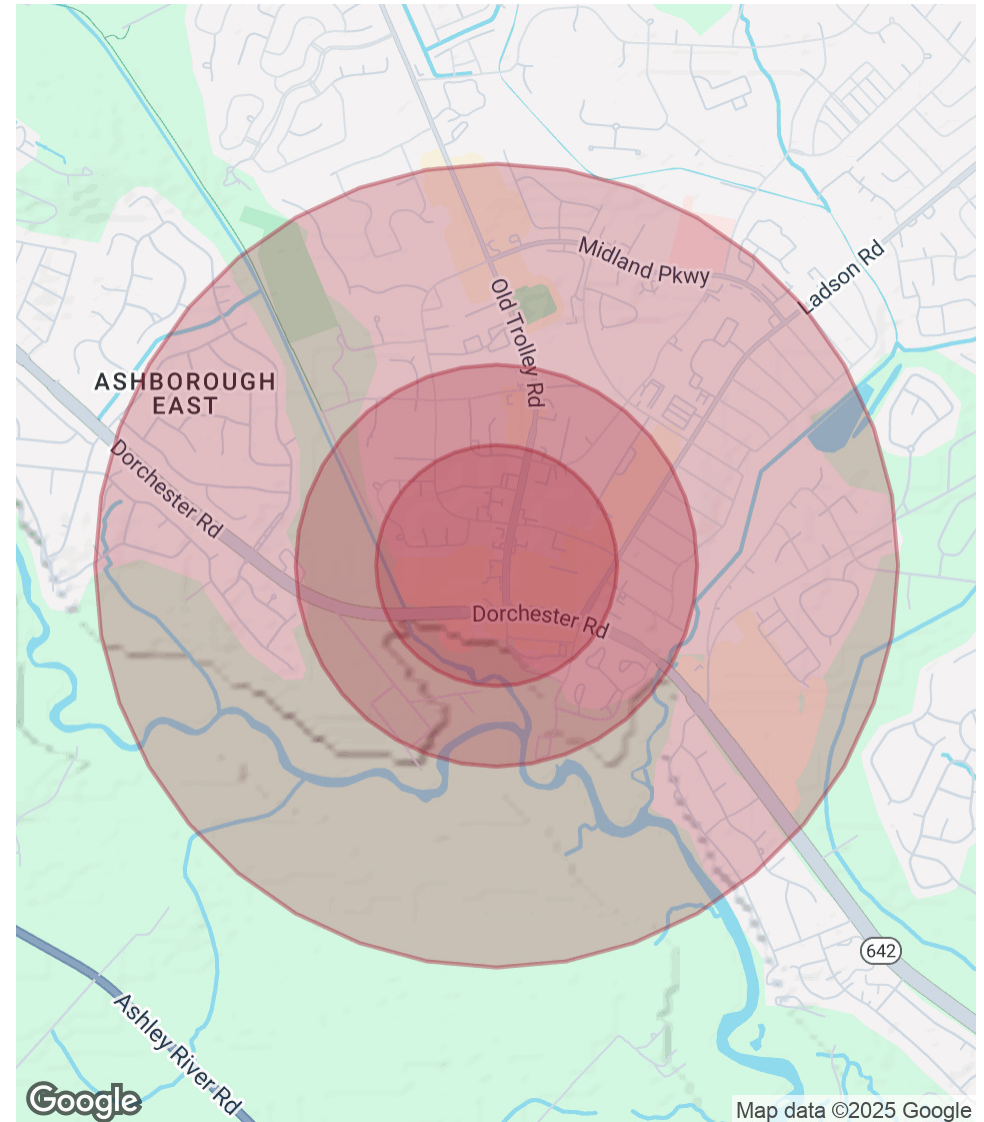 Midland Pkwy
Ladson Rd
Old Trolley Rd
ASHBOROUGH
EAST
Dorchester Rd
Dorchester Rd
642
Ashley River Rd
Google
Map data ©2025 Google